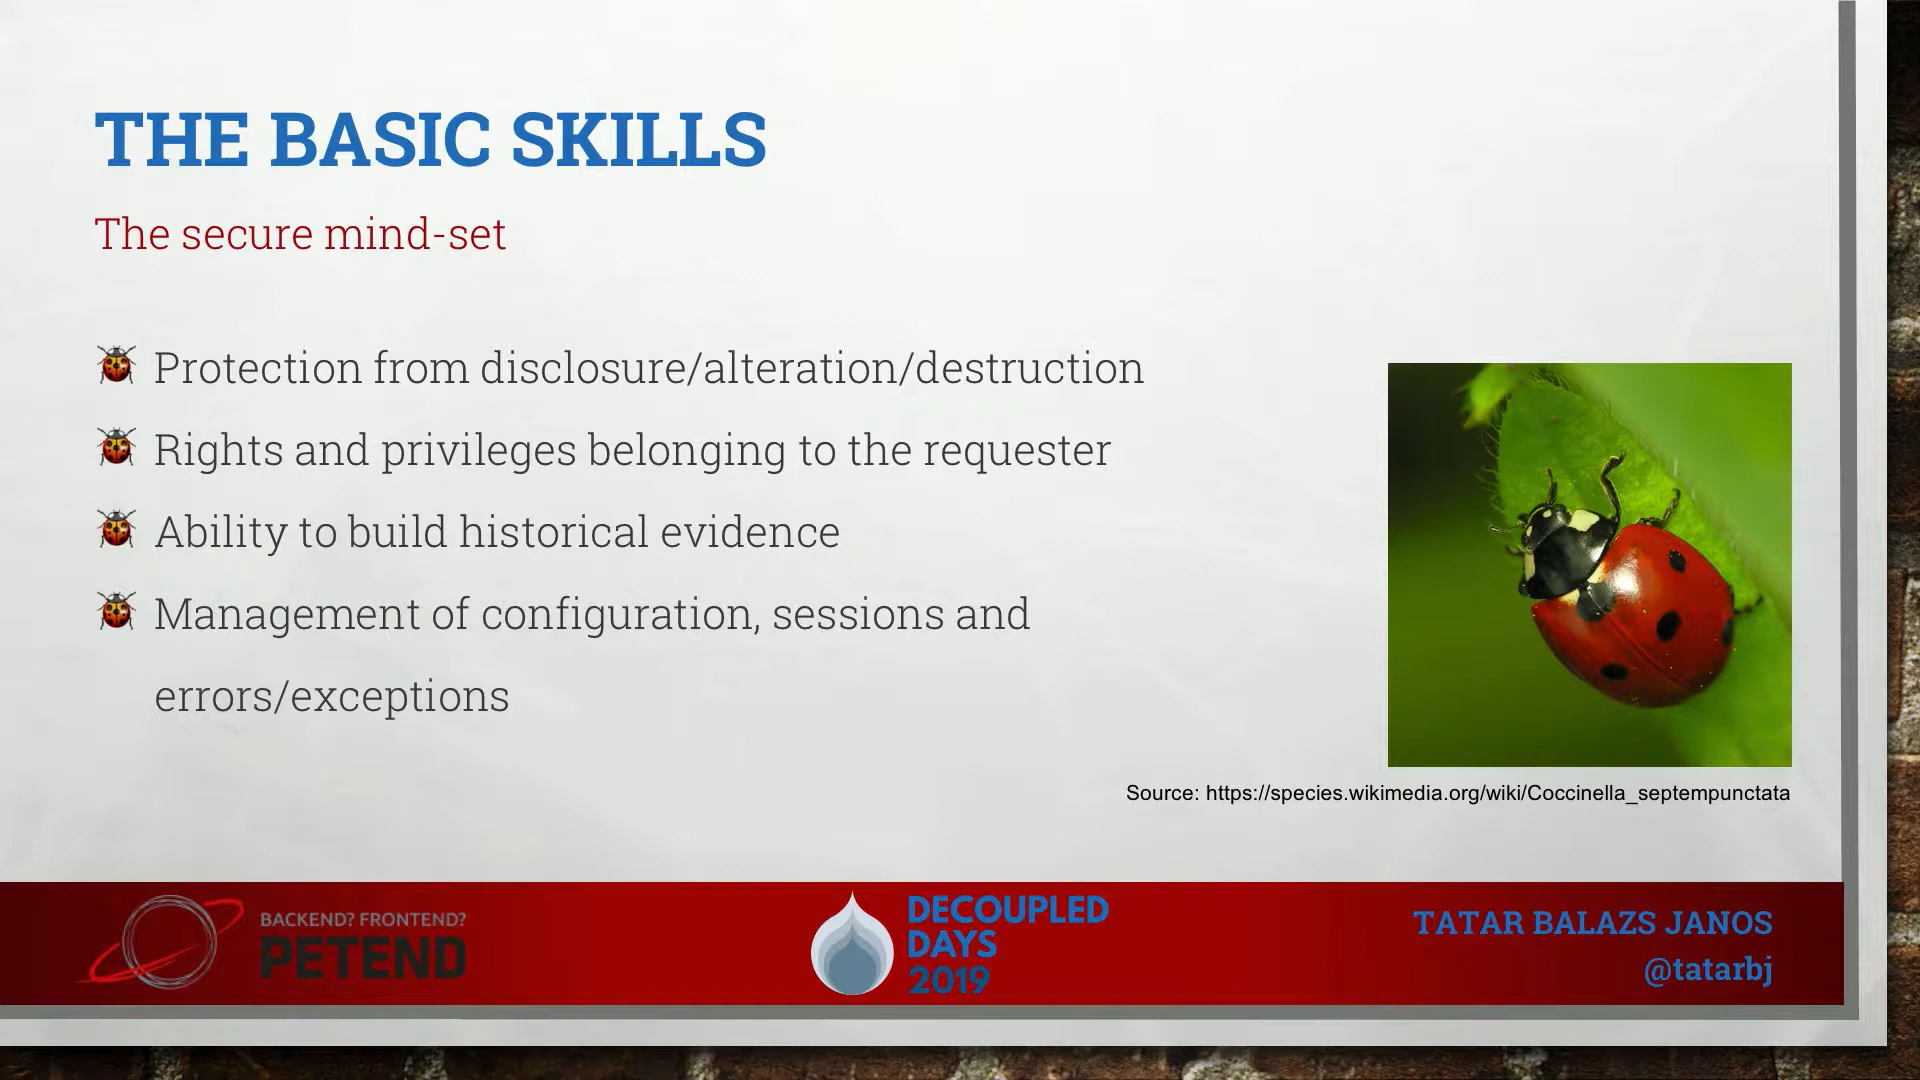 THE BASIC SKILLS
The secure mind-set
Protection from disclosure/alteration/destruction
Rights and privileges belonging to the requester
Ability to build historical evidence
Management of configuration, sessions and
errors/exceptions
Source: https://species.wikimedia.org/wiki/Coccinella_septempunctata
BACKEND? FRONTEND?
PETEND
DECOUPLED
DAYS
2019
TATAR BALAZS JANOS
@tatarbj